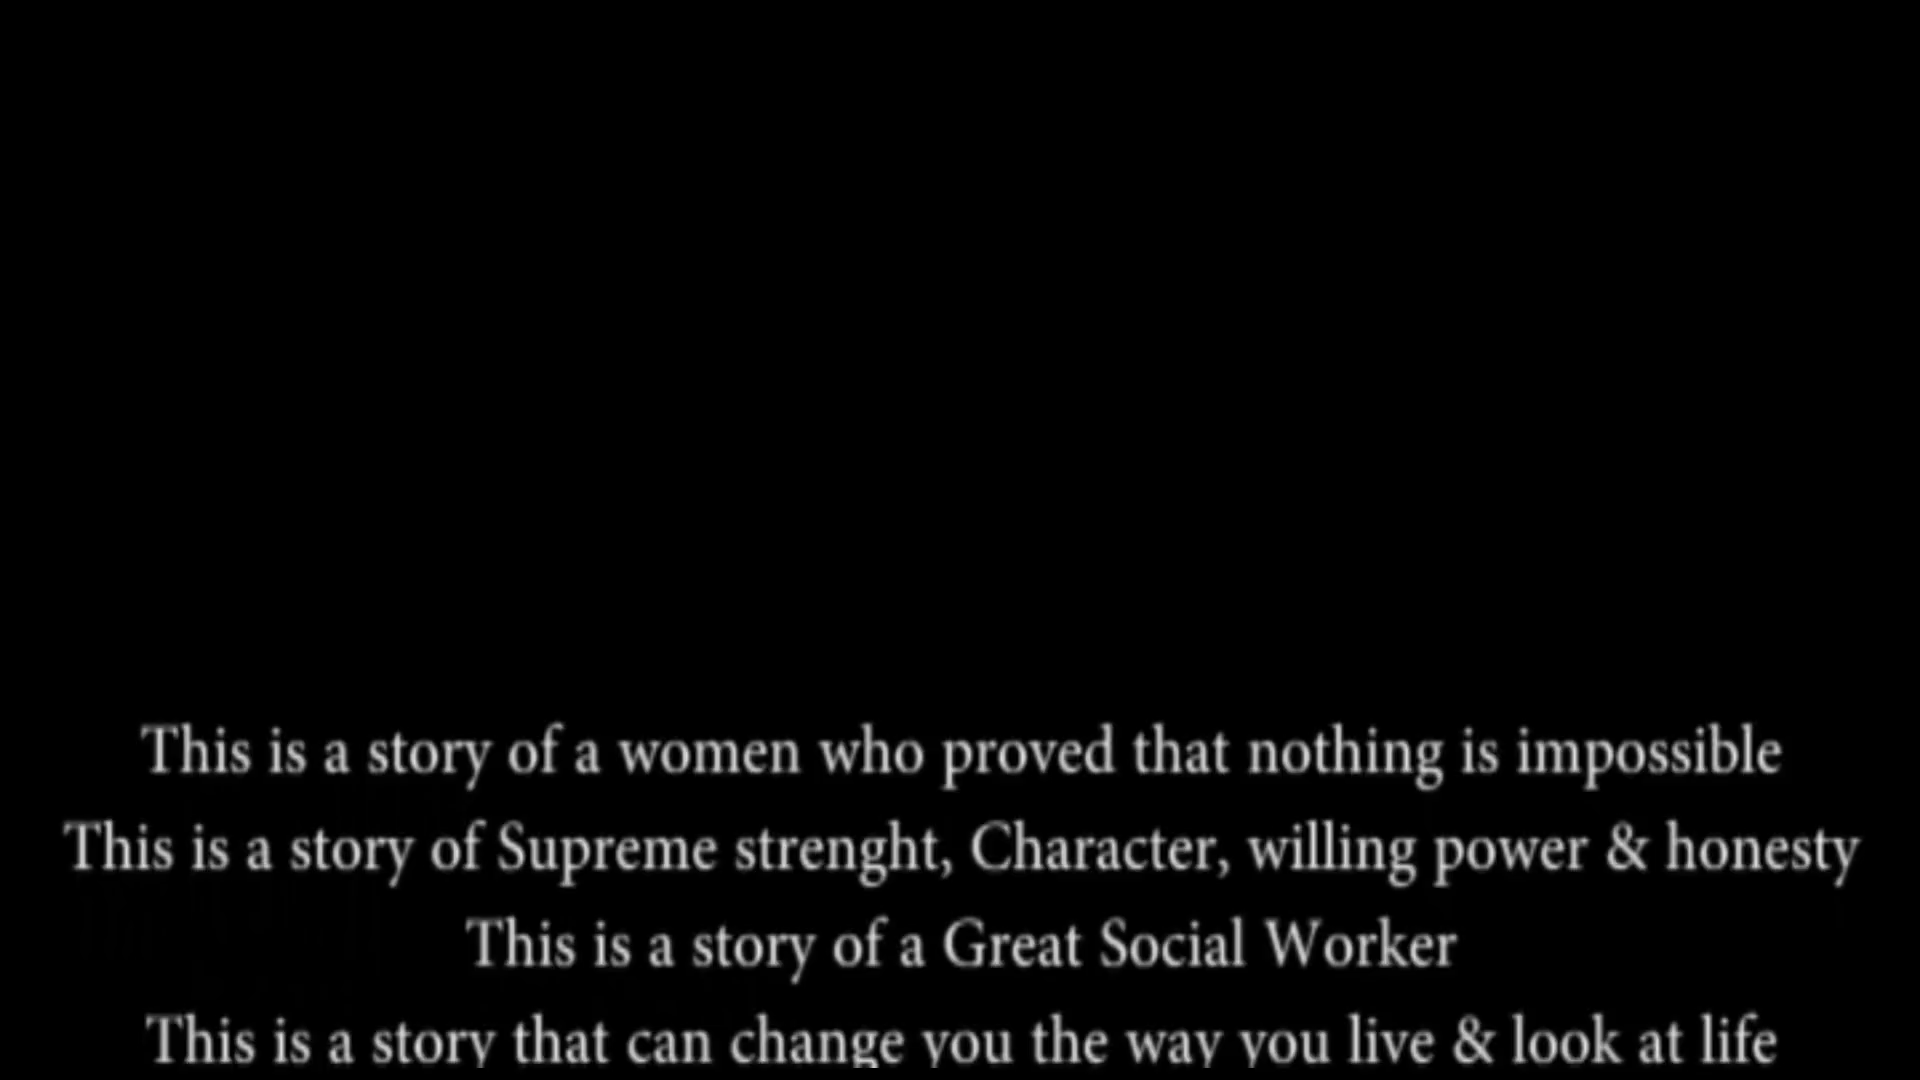 This is a story of a women who proved that nothing is impossible
This is a story of Supreme strenght, Character, willing power & honesty
This is a story of a Great Social Worker
This is a story that can change you the way you live & look at life